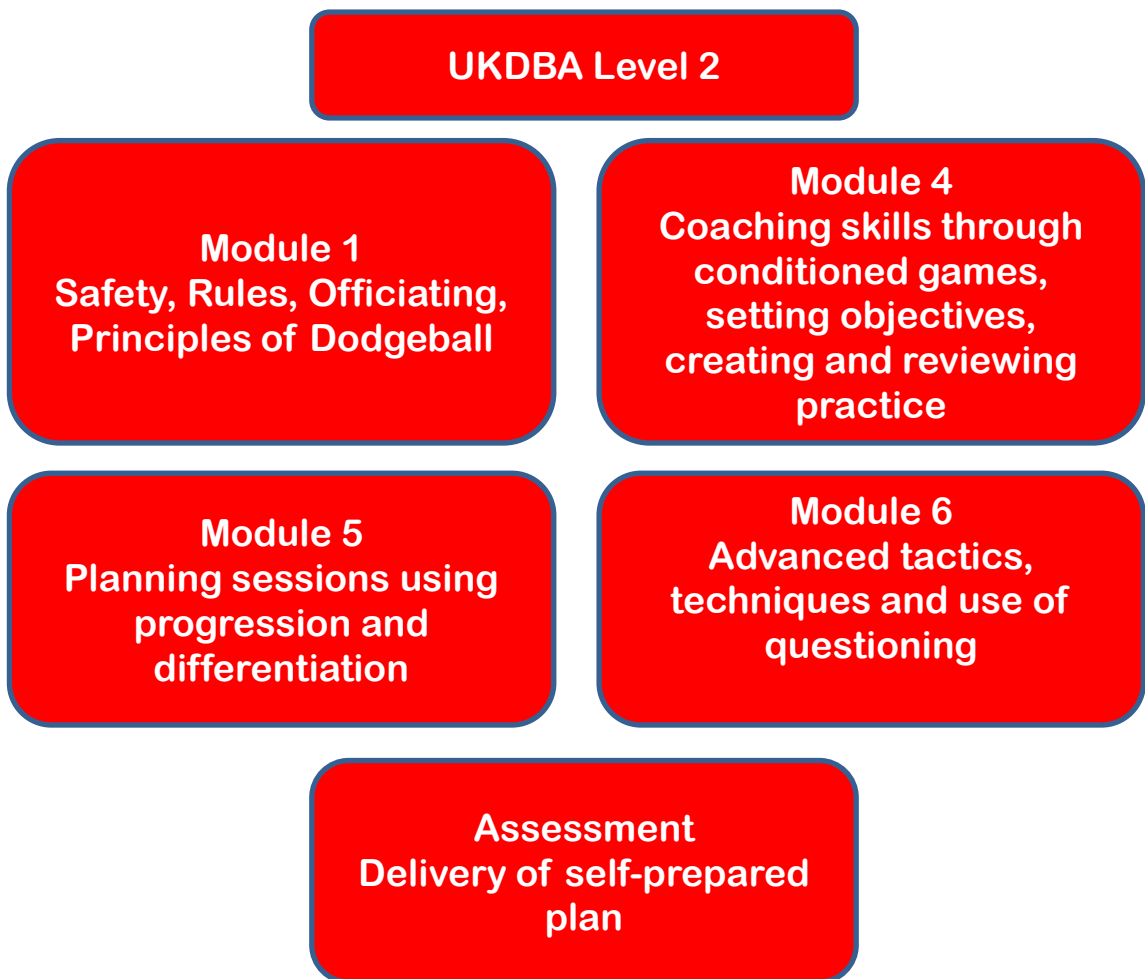 UKDBA Level 2
Module 1
Safety, Rules, Officiating,
Principles of Dodgeball
Module 4
Coaching skills through
conditioned games,
setting objectives,
creating and reviewing
practice
Module 5
Planning sessions using
progression and
differentiation
Module 6
Advanced tactics,
techniques and use of
questioning
Assessment
Delivery of self-prepared
plan